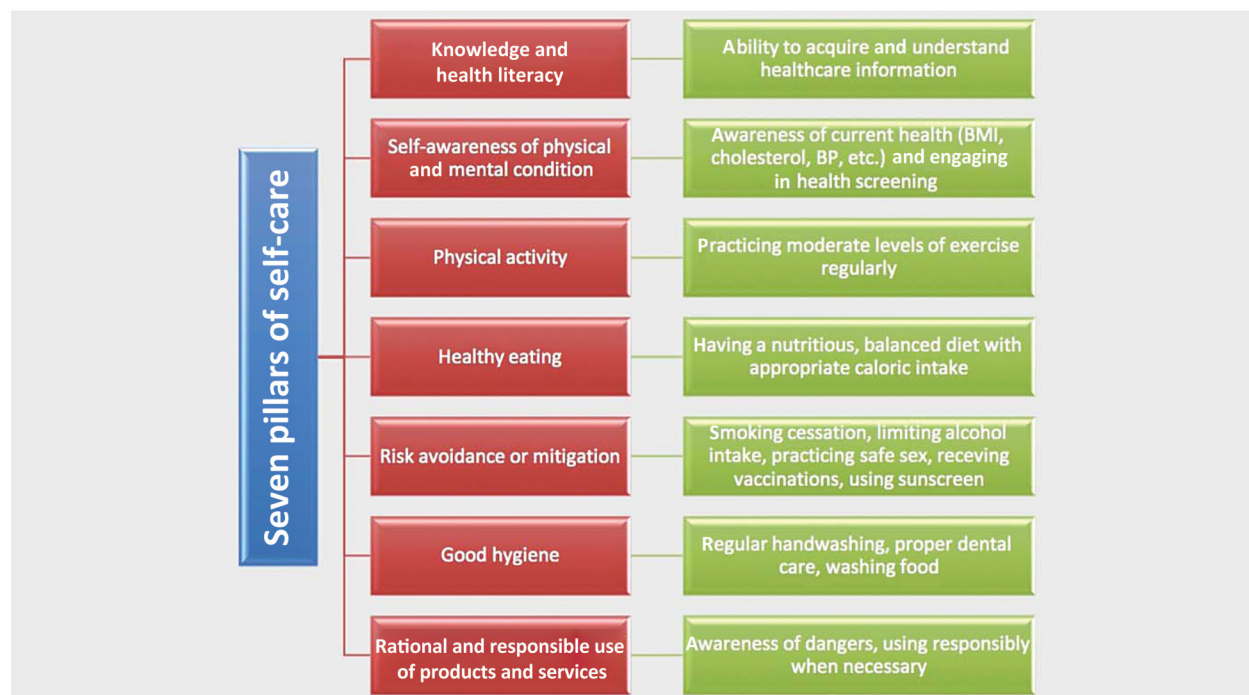 Seven pillars of self-care
Knowledge and
health literacy
Ability to acquire and understand
healthcare information
Self-awareness of physical
and mental condition
Awareness of current health (BMI,
cholesterol, BP, etc.) and engaging
in health screening
Physical activity
Practicing moderate levels of exercise
regularly
Healthy eating
Having a nutritious, balanced diet with
appropriate caloric intake
Risk avoidance or mitigation
Smoking cessation, limiting alcohol
intake, practicing safe sex, receving
vaccinations, using sunscreen
Good hygiene
Regular handwashing, proper dental
care, washing food
Rational and responsible use
of products and services
Awareness of dangers, using responsibly
when necessary